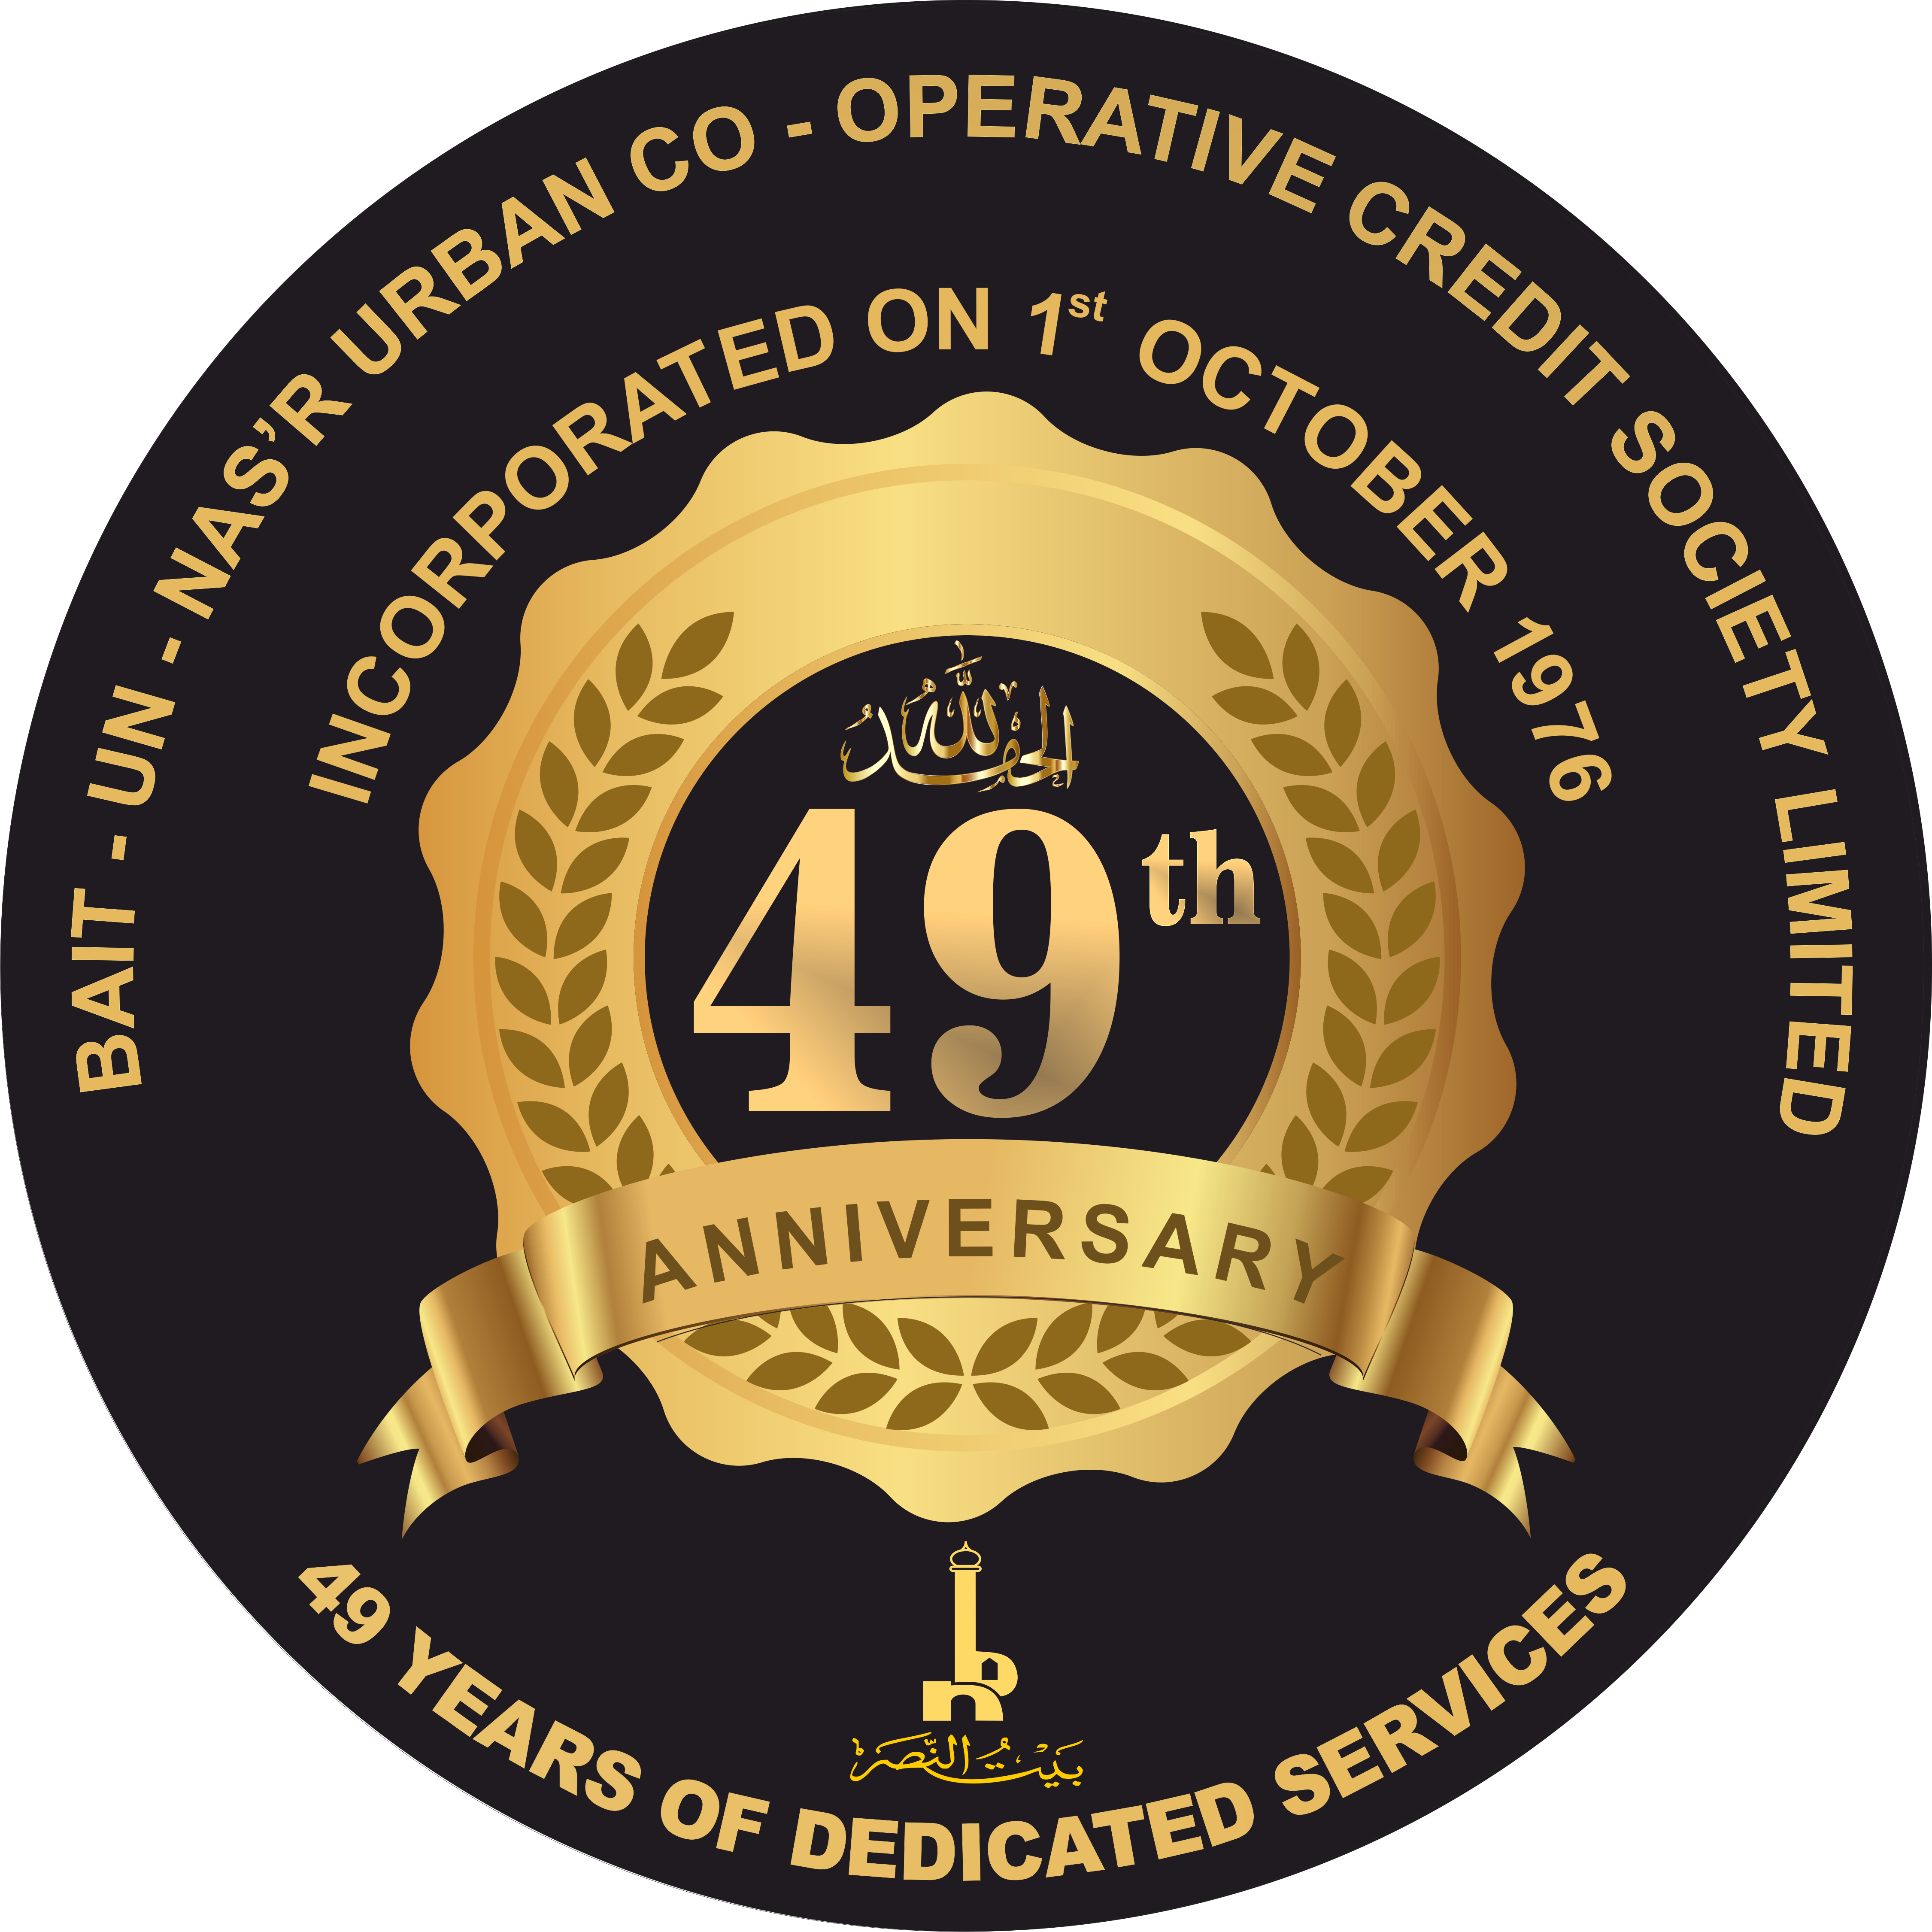 BAIT - UN - NAS'R URBAN CO - OPERATIVE CREDIT SOCIETY LIMITED
INCORPORATED ON 1st OCTOBER 1976
الحمد لله
49th
ANNIVERSARY
بيت النصر
49 YEARS OF DEDICATED SERVICES